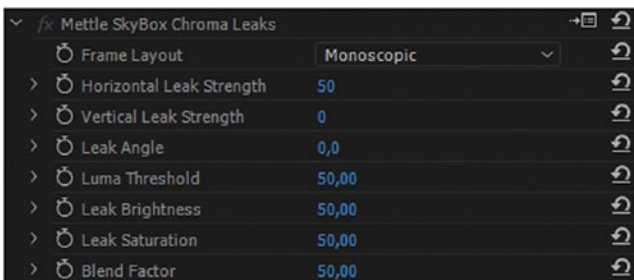 fx Mettle SkyBox Chroma Leaks
Frame Layout Monoscopic
Horizontal Leak Strength 50
Vertical Leak Strength 0
Leak Angle 0,0
Luma Threshold 50,00
Leak Brightness 50,00
Leak Saturation 50,00
Blend Factor 50,00